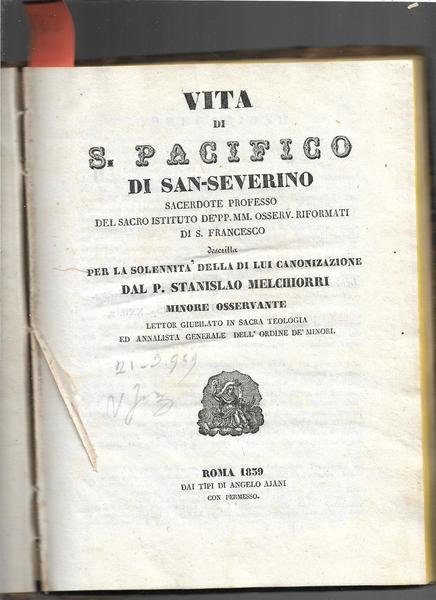 VITA
DI
S. PACIFICO
DI SAN-SEVERINO
SACERDOTE PROFESSO
DEL SACRO ISTITUTO DE'PP. MM. OSSERV. RIFORMATI
DI S. FRANCESCO
descritta
PER LA SOLENNITA' DELLA DI LUI CANONIZAZIONE
DAL P. STANISLAO MELCHIORRI
MINORE OSSERVANTE
LETTOR GIUBILATO IN SACRA TEOLOGIA
ED ANNALISTA GENERALE DELL' ORDINE DE' MINORI.
ROMA 1839
DAI TIPI DI ANGELO AJANI
CON PERMESSO.